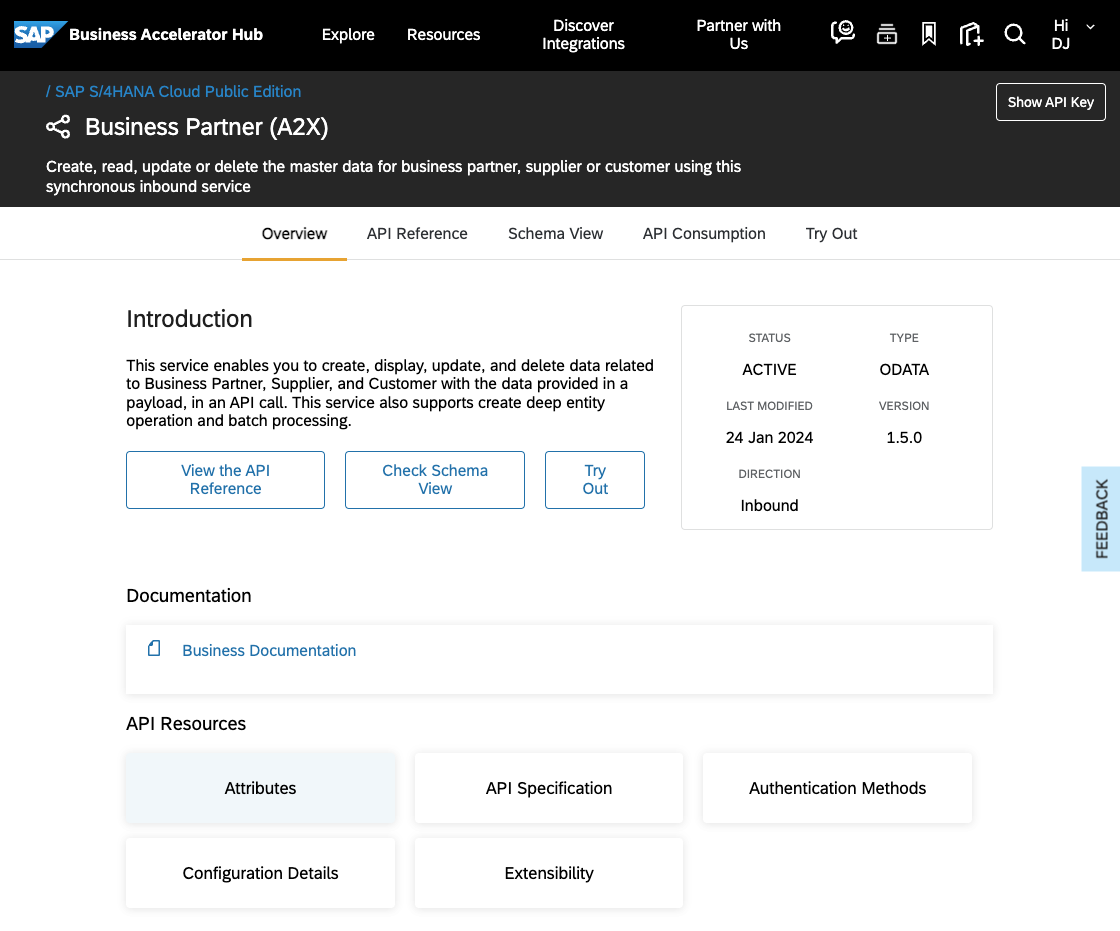 SAP Business Accelerator Hub
Explore
Resources
Discover
Integrations
Partner with
Us
Hi
DJ
/ SAP S/4HANA Cloud Public Edition
Show API Key
Business Partner (A2X)
Create, read, update or delete the master data for business partner, supplier or customer using this
synchronous inbound service
Overview
API Reference
Schema View
API Consumption
Try Out
Introduction
This service enables you to create, display, update, and delete data related
to Business Partner, Supplier, and Customer with the data provided in a
payload, in an API call. This service also supports create deep entity
operation and batch processing.
View the API
Reference
Check Schema
View
Try
Out
STATUS
ACTIVE
TYPE
ODATA
LAST MODIFIED
24 Jan 2024
VERSION
1.5.0
DIRECTION
Inbound
FEEDBACK
Documentation
Business Documentation
API Resources
Attributes
API Specification
Authentication Methods
Configuration Details
Extensibility